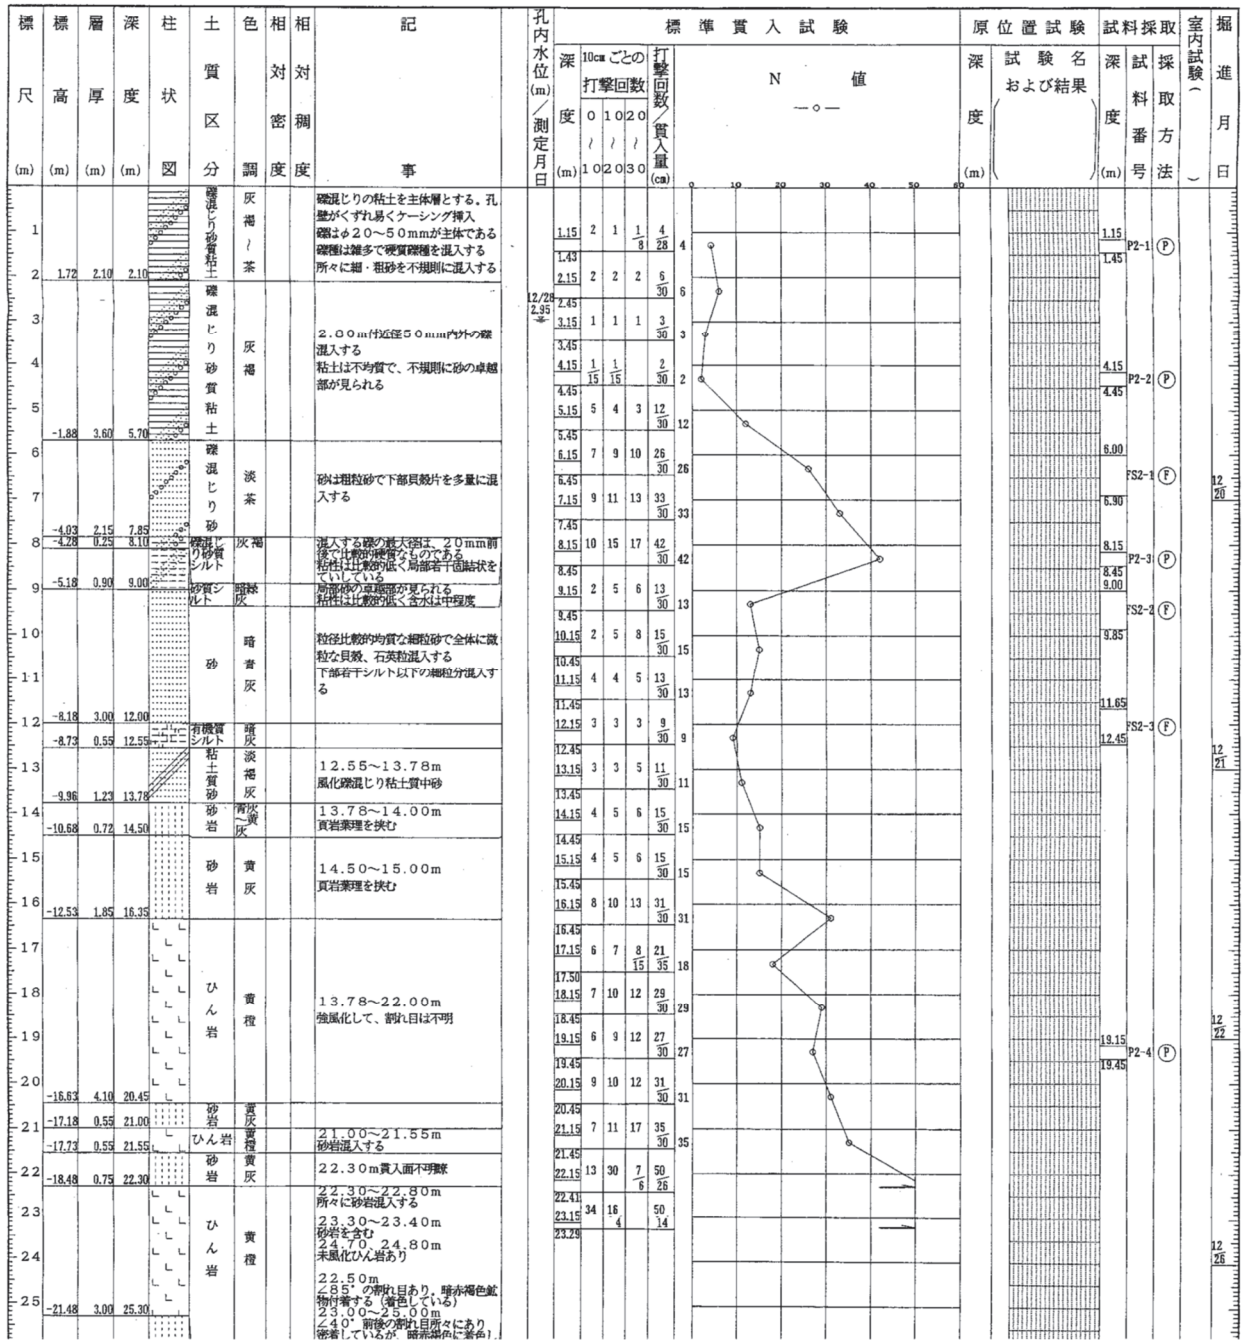 標尺(m) 標高(m) 層厚(m) 深度(m) 柱状図 土質区分 色調 相対密度 相対稠度 記事 孔内水位(m)/測定月日 標準貫入試験 原位置試験 試料採取 室内試験( ) 掘進月日
深度(m) 10cmごとの打撃回数 打撃回数/貫入量(cm) N 値 深度(m) 試験名および結果 深度(m) 試料番号 採取方法
0~10 10~20 20~30
—o—
0 10 20 30 40 50 60
1 2 3 4 5 6 7 8 9 10 11 12 13 14 15 16 17 18 19 20 21 22 23 24 25
1.72 2.10 2.10 礫混じり砂質粘土 灰褐~茶
礫混じりの粘土を主体層とする。孔
壁がくずれ易くケーシング挿入
礫はφ20~50mmが主体である
礫種は雑多で硬質礫種を混入する
所々に細・粗砂を不規則に混入する
-1.88 3.60 5.70 礫混じり砂質粘土 灰褐
2.80m付近径50mm内外の礫
混入する
粘土は不均質で、不規則に砂の卓越
部が見られる
-4.03 2.15 7.85 礫混じり砂 淡茶
砂は粗粒砂で下部貝殻片を多量に混
入する
-4.28 0.25 8.10 礫混じ 灰褐
り砂質
シルト
混入する礫の最大径は、20mm前
後で比較的硬質なものである
粘性は比較的低く局部若干固結状を
ていしている
-5.18 0.90 9.00 砂質シルト 暗緑灰
局部砂の卓越部が見られる
粘性は比較的低く含水は中程度
-8.18 3.00 12.00 砂 暗青灰
粒径比較的均質な細粒砂で全体に微
粒な貝殻、石英粒混入する
下部若干シルト以下の細粒分混入す
る
-8.73 0.55 12.55 有機質シルト 暗灰
-9.96 1.23 13.78 粘土質砂 淡褐灰
12.55~13.78m
風化礫混じり粘土質中砂
-10.68 0.72 14.50 砂岩 青灰~黄灰
13.78~14.00m
頁岩葉理を挟む
-12.53 1.85 16.35 砂岩 黄灰
14.50~15.00m
頁岩葉理を挟む
-16.63 4.10 20.45 ひん岩 黄橙
13.78~22.00m
強風化して、割れ目は不明
-17.18 0.55 21.00 砂岩 黄灰
-17.73 0.55 21.55 ひん岩 黄橙
21.00~21.55m
砂岩混入する
-18.48 0.75 22.30 砂岩 黄灰
22.30m貫入面不明瞭
-21.48 3.00 25.30 ひん岩 黄橙
22.30~22.80m
所々に砂岩混入する
23.30~23.40m
砂岩を含む
24.70, 24.80m
未風化ひん岩あり
22.50m
∠85°の割れ目あり。暗赤褐色鉱
物付着する(着色している)
23.00~25.00m
∠40°前後の割れ目所々にあり
密着しているが、暗赤褐色に着色し
12/28
2.95
1.15 2 1 1/8 4/28 4
1.43
2.15 2 2 2 6/30 6
2.45
3.15 1 1 1 3/30 3
3.45
4.15 1/15 1/15 2/30 2
4.45
5.15 5 4 3 12/30 12
5.45
6.15 7 9 10 26/30 26
6.45
7.15 9 11 13 33/30 33
7.45
8.15 10 15 17 42/30 42
8.45
9.15 2 5 6 13/30 13
9.45
10.15 2 5 8 15/30 15
10.45
11.15 4 4 5 13/30 13
11.45
12.15 3 3 3 9/30 9
12.45
13.15 3 3 5 11/30 11
13.45
14.15 4 5 6 15/30 15
14.45
15.15 4 5 6 15/30 15
15.45
16.15 8 10 13 31/30 31
16.45
17.15 6 7 8/15 21/35 18
17.50
18.15 7 10 12 29/30 29
18.45
19.15 6 9 12 27/30 27
19.45
20.15 9 10 12 31/30 31
20.45
21.15 7 11 17 35/30 35
21.45
22.15 13 30 7/6 50/26
22.41
23.15 34 16/4 50/14
23.29
1.15 P2-1 Ⓟ
1.45
4.15 P2-2 Ⓟ
4.45
6.00 FS2-1 Ⓕ
6.90
8.15 P2-3 Ⓟ
8.45
9.00 FS2-2 Ⓕ
9.85
11.65 FS2-3 Ⓕ
12.45
19.15 P2-4 Ⓟ
19.45
12/20
12/21
12/22
12/26